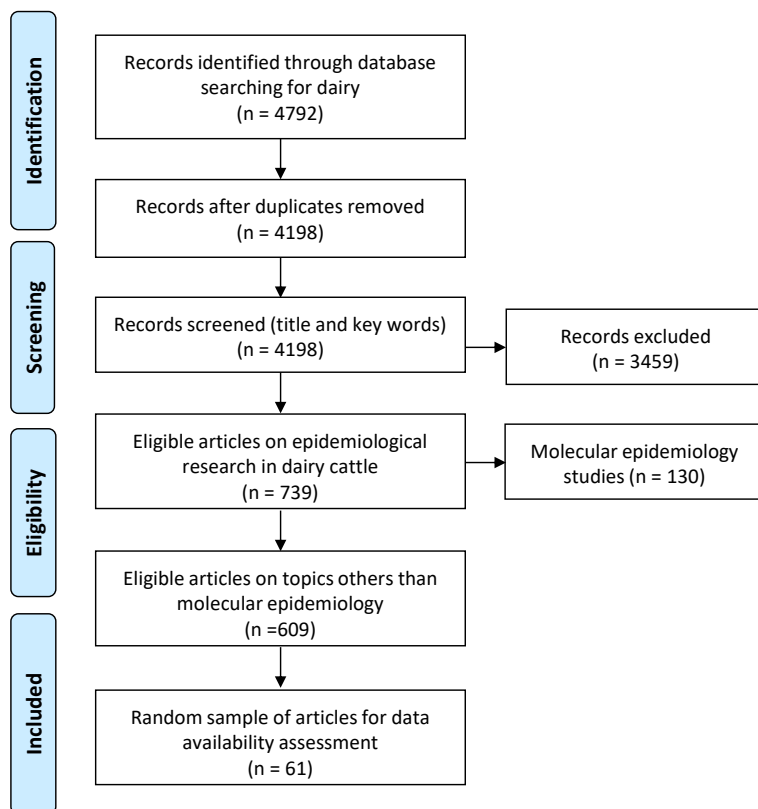 Identification
Records identified through database
searching for dairy
(n = 4792)
Records after duplicates removed
(n = 4198)
Screening
Records screened (title and key words)
(n = 4198)
Records excluded
(n = 3459)
Eligibility
Eligible articles on epidemiological
research in dairy cattle
(n = 739)
Molecular epidemiology
studies (n = 130)
Eligible articles on topics others than
molecular epidemiology
(n =609)
Included
Random sample of articles for data
availability assessment
(n = 61)